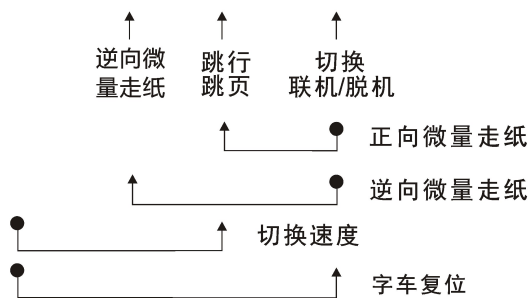 逆向微
量走纸
跳行
跳页
切换
联机/脱机
正向微量走纸
逆向微量走纸
切换速度
字车复位